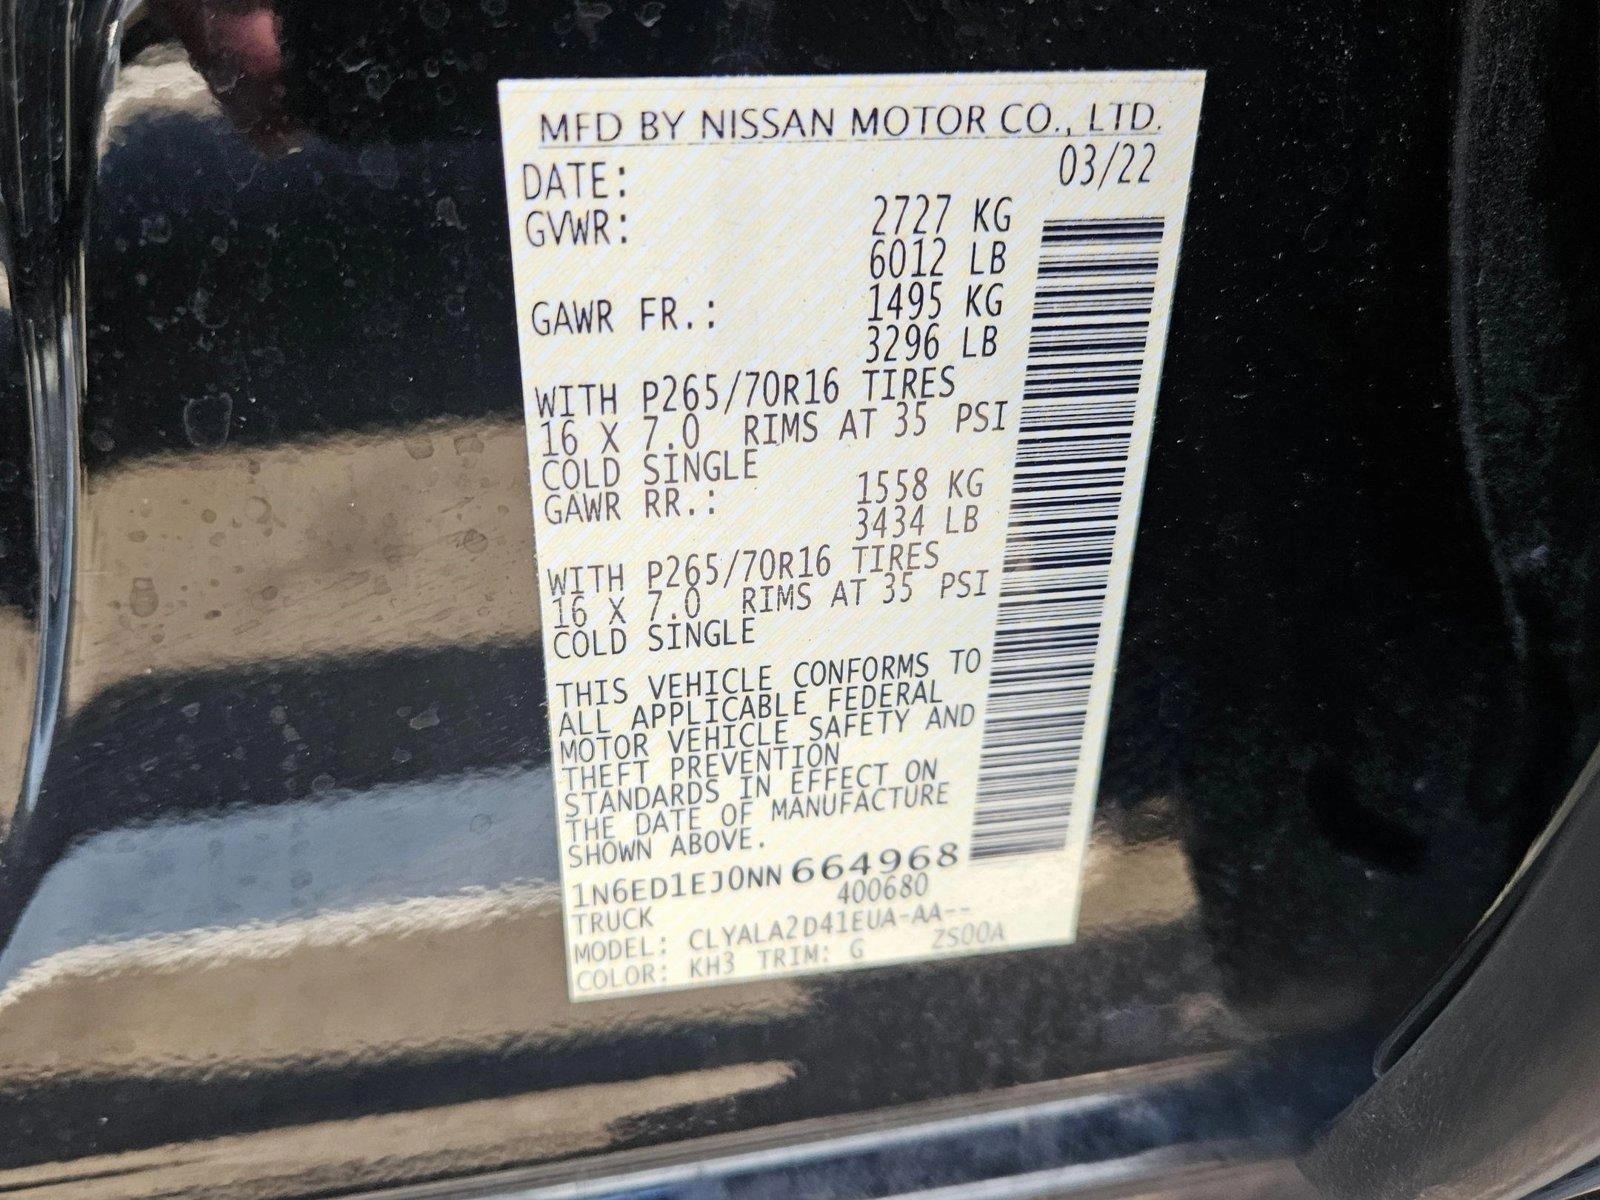 MFD BY NISSAN MOTOR CO., LTD.
DATE: 03/22
GVWR: 2727 KG
6012 LB
GAWR FR.: 1495 KG
3296 LB
WITH P265/70R16 TIRES
16 X 7.0 RIMS AT 35 PSI
COLD SINGLE
GAWR RR.: 1558 KG
3434 LB
WITH P265/70R16 TIRES
16 X 7.0 RIMS AT 35 PSI
COLD SINGLE
THIS VEHICLE CONFORMS TO
ALL APPLICABLE FEDERAL
MOTOR VEHICLE SAFETY AND
THEFT PREVENTION
STANDARDS IN EFFECT ON
THE DATE OF MANUFACTURE
SHOWN ABOVE.
1N6ED1EJ0NN664968
TRUCK 400680
MODEL: CLYALA2D41EUA-AA--
COLOR: KH3 TRIM: G ZS00A